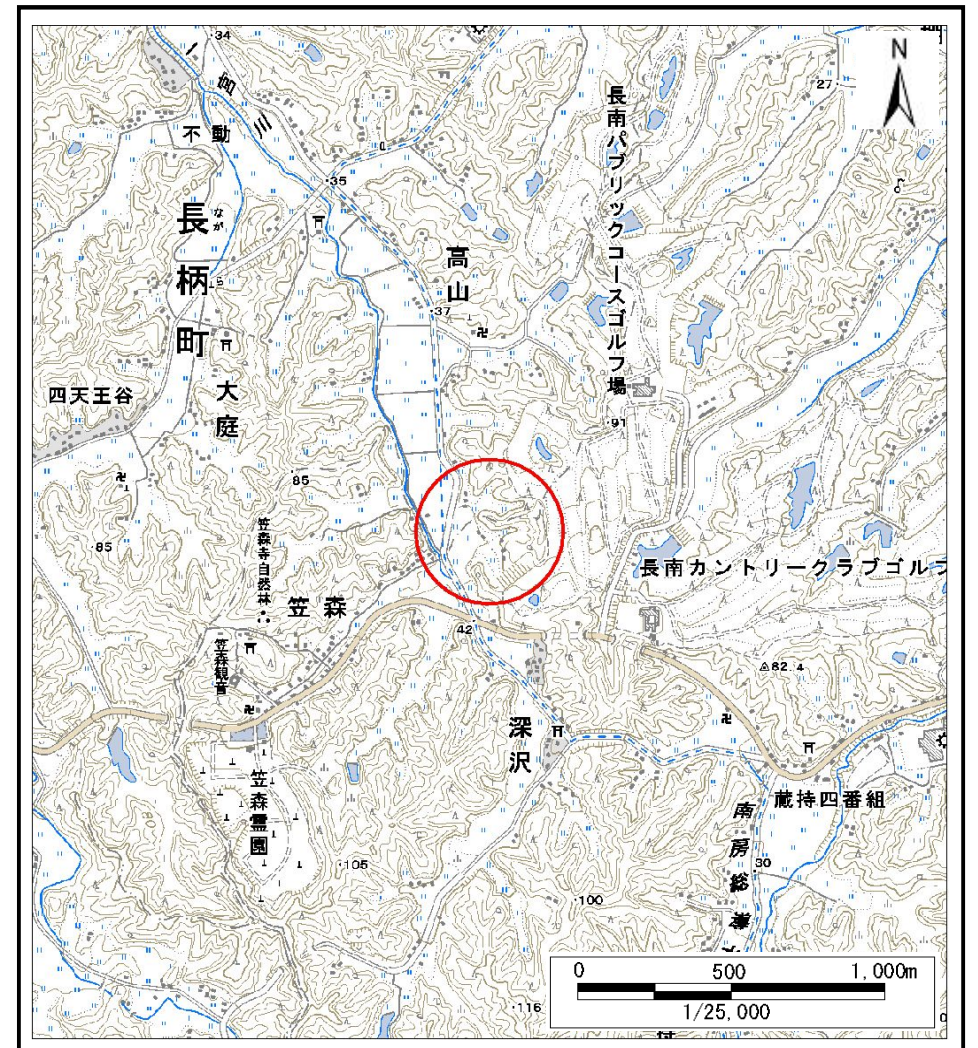 34
N
一宮川
27
不動
長南パブリックコースゴルフ場
35
長柄町
ながら
高山
37
四天王谷
大庭
91
85
85
笠森寺自然林
長南カントリークラブゴルフ
笠森
42
笠森観音
82.4
深沢
笠森霊園
蔵持四番組
南房総
105
30
100
116
0 500 1,000m
1/25,000